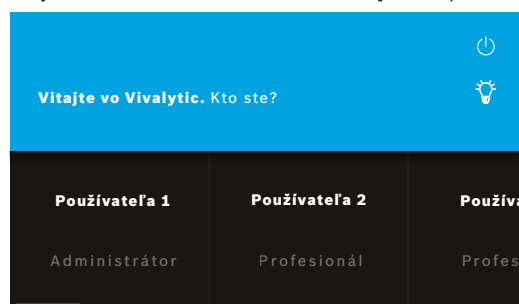 Vitajte vo Vivalytic. Kto ste?
Používateľa 1 Používateľa 2
Administrátor Profesionál